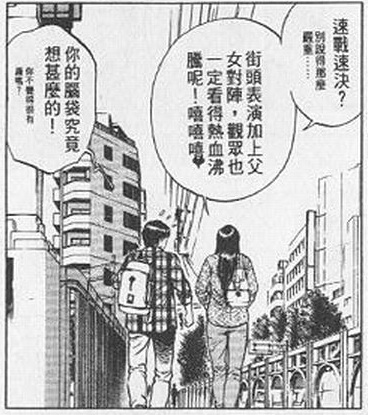 速戰速決？
別說得那麼
嚴重……
街頭表演加上父
女對陣，觀眾也
一定看得熱血沸
騰呢！嘻嘻嘻♥
你的腦袋究竟
想甚麼的！
你不覺得很有
趣嗎？